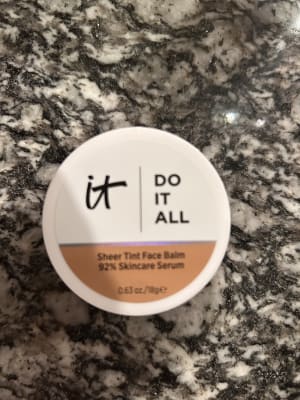 it
DO
IT
ALL
Sheer Tint Face Balm
92% Skincare Serum
0.63 oz./18g℮